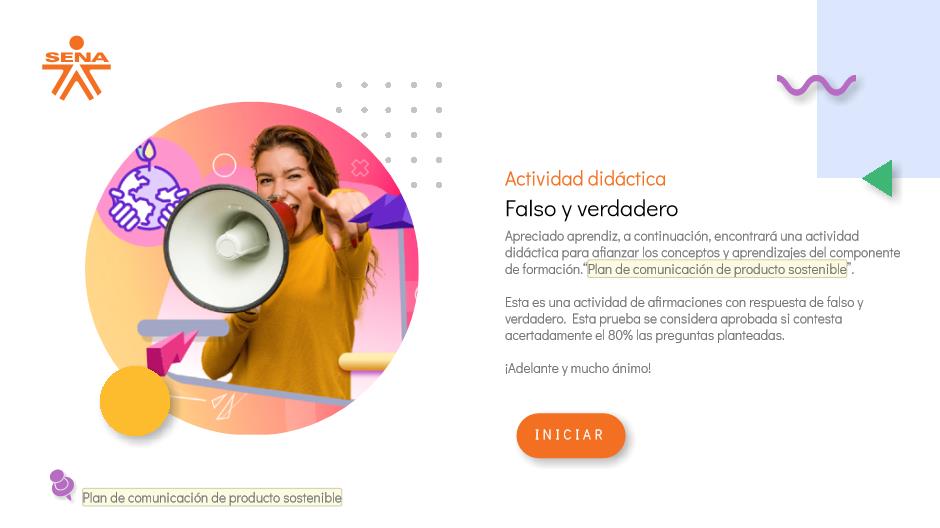 SENA
Actividad didáctica
Falso y verdadero
Apreciado aprendiz, a continuación, encontrará una actividad
didáctica para afianzar los conceptos y aprendizajes del componente
de formación.“Plan de comunicación de producto sostenible”.
Esta es una actividad de afirmaciones con respuesta de falso y
verdadero.  Esta prueba se considera aprobada si contesta
acertadamente el 80% las preguntas planteadas.
¡Adelante y mucho ánimo!
INICIAR
Plan de comunicación de producto sostenible